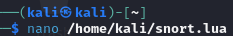 ──(kali㉿kali)-[~]
─$ nano /home/kali/snort.lua